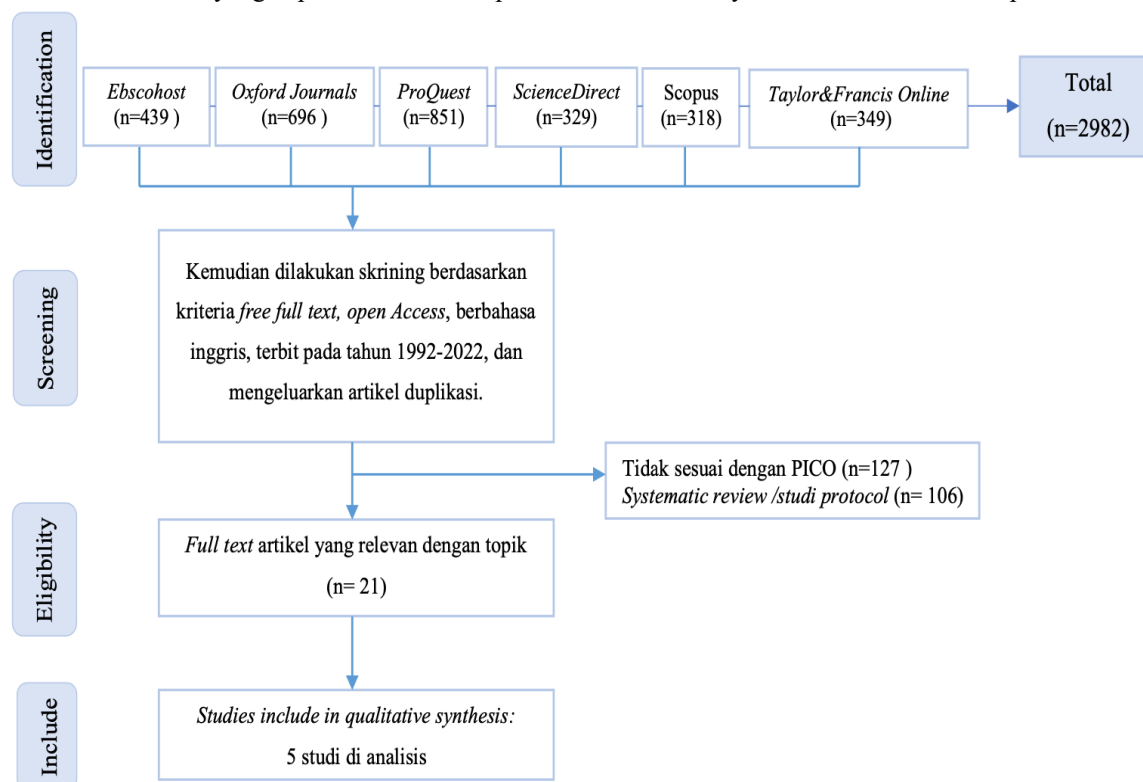 Identification
Ebscohost
(n=439 )
Oxford Journals
(n=696 )
ProQuest
(n=851)
ScienceDirect
(n=329)
Scopus
(n=318)
Taylor&Francis Online
(n=349)
Total
(n=2982)
Screening
Kemudian dilakukan skrining berdasarkan
kriteria free full text, open Access, berbahasa
inggris, terbit pada tahun 1992-2022, dan
mengeluarkan artikel duplikasi.
Tidak sesuai dengan PICO (n=127 )
Systematic review /studi protocol (n= 106)
Eligibility
Full text artikel yang relevan dengan topik
(n= 21)
Include
Studies include in qualitative synthesis:
5 studi di analisis